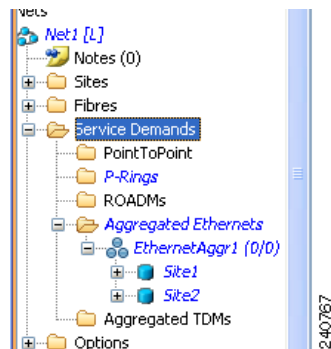 Nets
Net1 [L]
Notes (0)
Sites
Fibres
Service Demands
PointToPoint
P-Rings
ROADMs
Aggregated Ethernets
EthernetAggr1 (0/0)
Site1
Site2
Aggregated TDMs
Options
240767